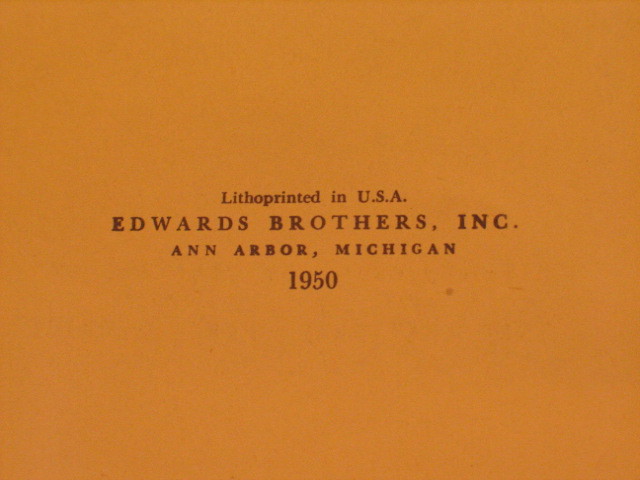 Lithoprinted in U.S.A.
EDWARDS BROTHERS, INC.
ANN ARBOR, MICHIGAN
1950